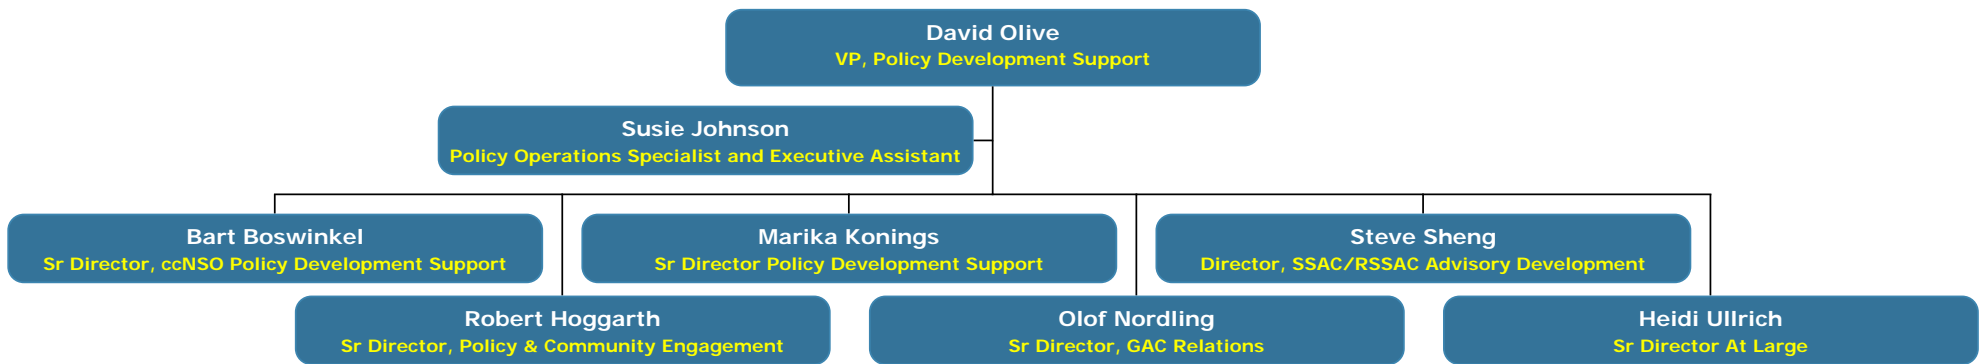 David Olive
VP, Policy Development Support
Susie Johnson
Policy Operations Specialist and Executive Assistant
Bart Boswinkel
Sr Director, ccNSO Policy Development support
Marika Konings
Sr Director Policy Development Support
Steve Sheng
Director, SSAC/RSSAC Advisory Development
Robert Hoggarth
Sr Director, Policy & Community Engagement
Olof Nordling
Sr Director, GAC Relations
Heidi Ullrich
Sr Director At Large